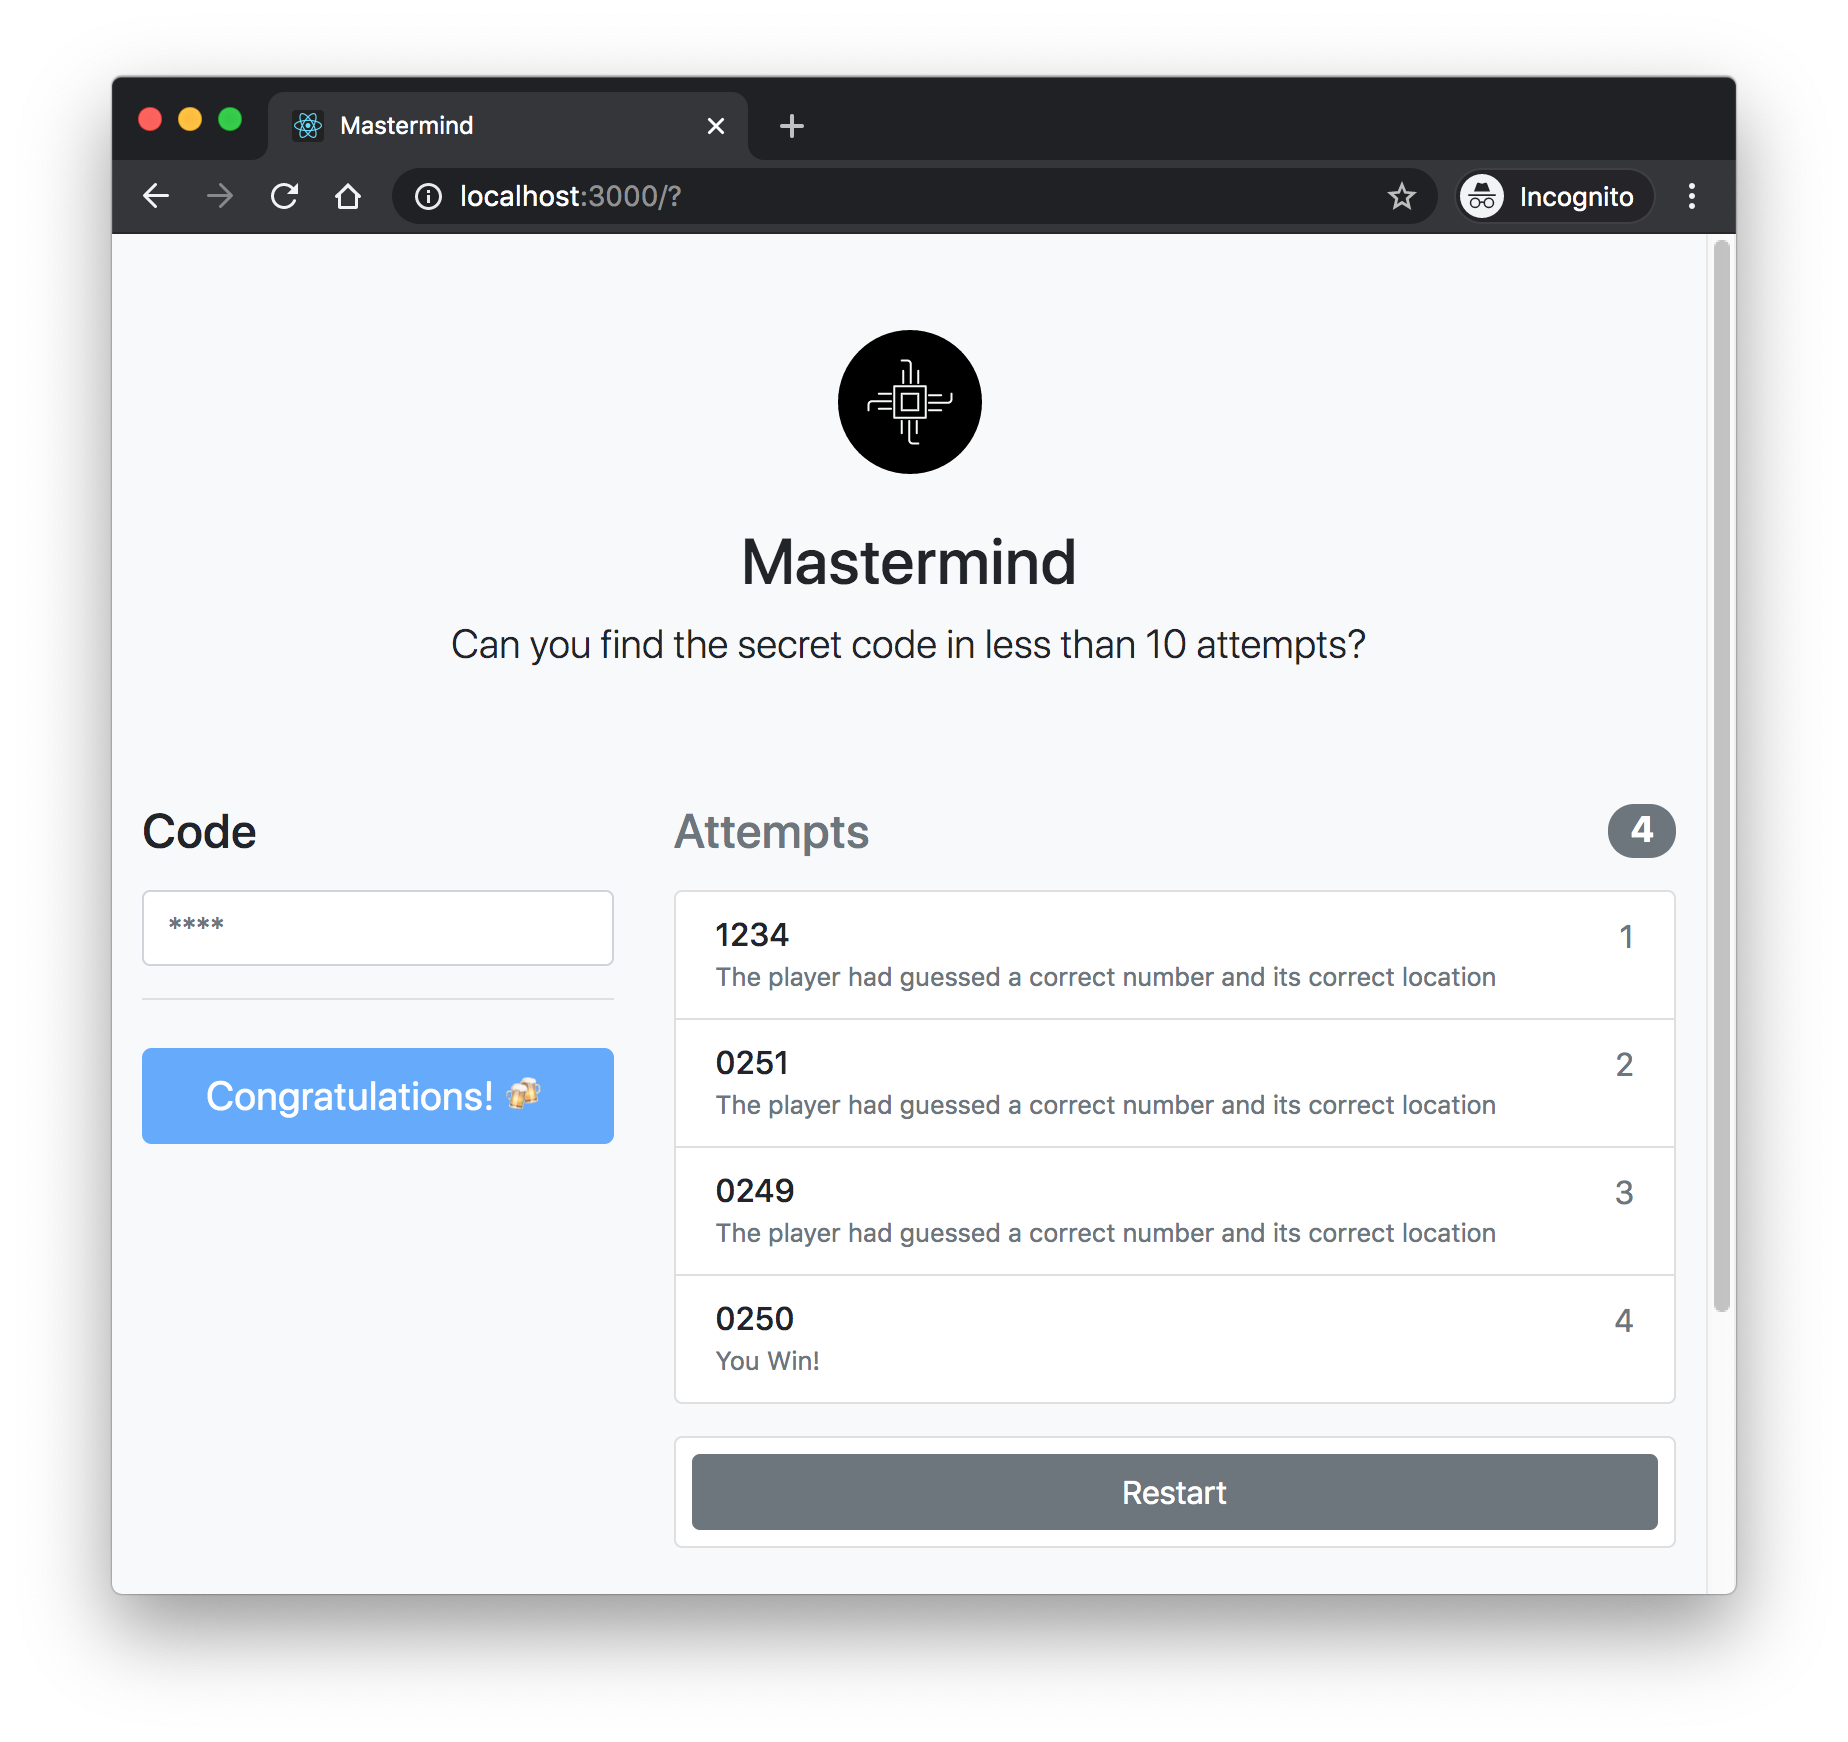 Mastermind
localhost:3000/?
Incognito
Mastermind
Can you find the secret code in less than 10 attempts?
Code
****
Congratulations! 🍻
Attempts
4
1234
1
The player had guessed a correct number and its correct location
0251
2
The player had guessed a correct number and its correct location
0249
3
The player had guessed a correct number and its correct location
0250
4
You Win!
Restart